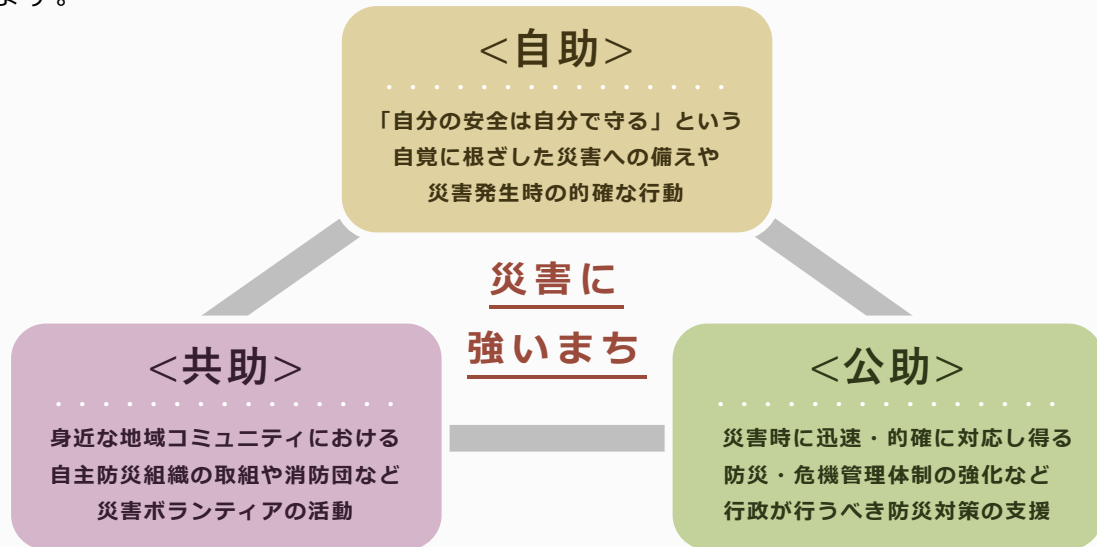 ます。
<自助>
「自分の安全は自分で守る」という
自覚に根ざした災害への備えや
災害発生時の的確な行動
災害に
強いまち
<共助>
身近な地域コミュニティにおける
自主防災組織の取組や消防団など
災害ボランティアの活動
<公助>
災害時に迅速・的確に対応し得る
防災・危機管理体制の強化など
行政が行うべき防災対策の支援